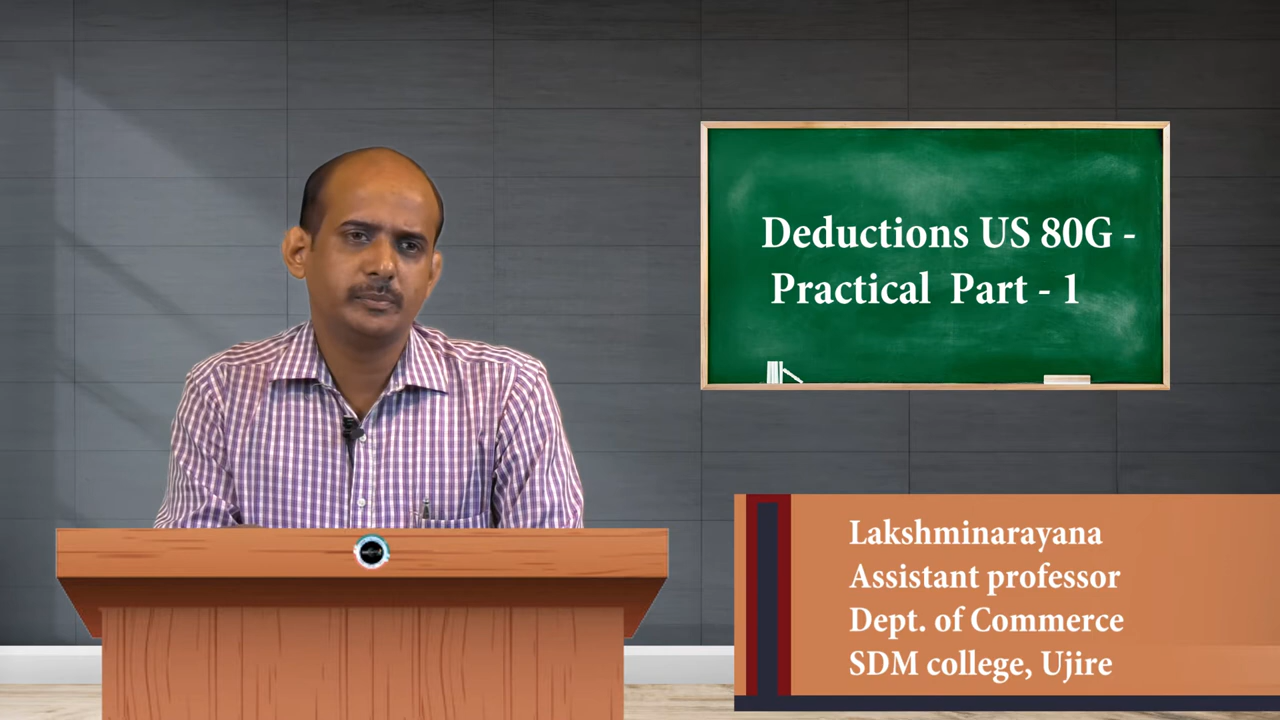 Deductions US 80G -
Practical Part - 1
Lakshminarayana
Assistant professor
Dept. of Commerce
SDM college, Ujire